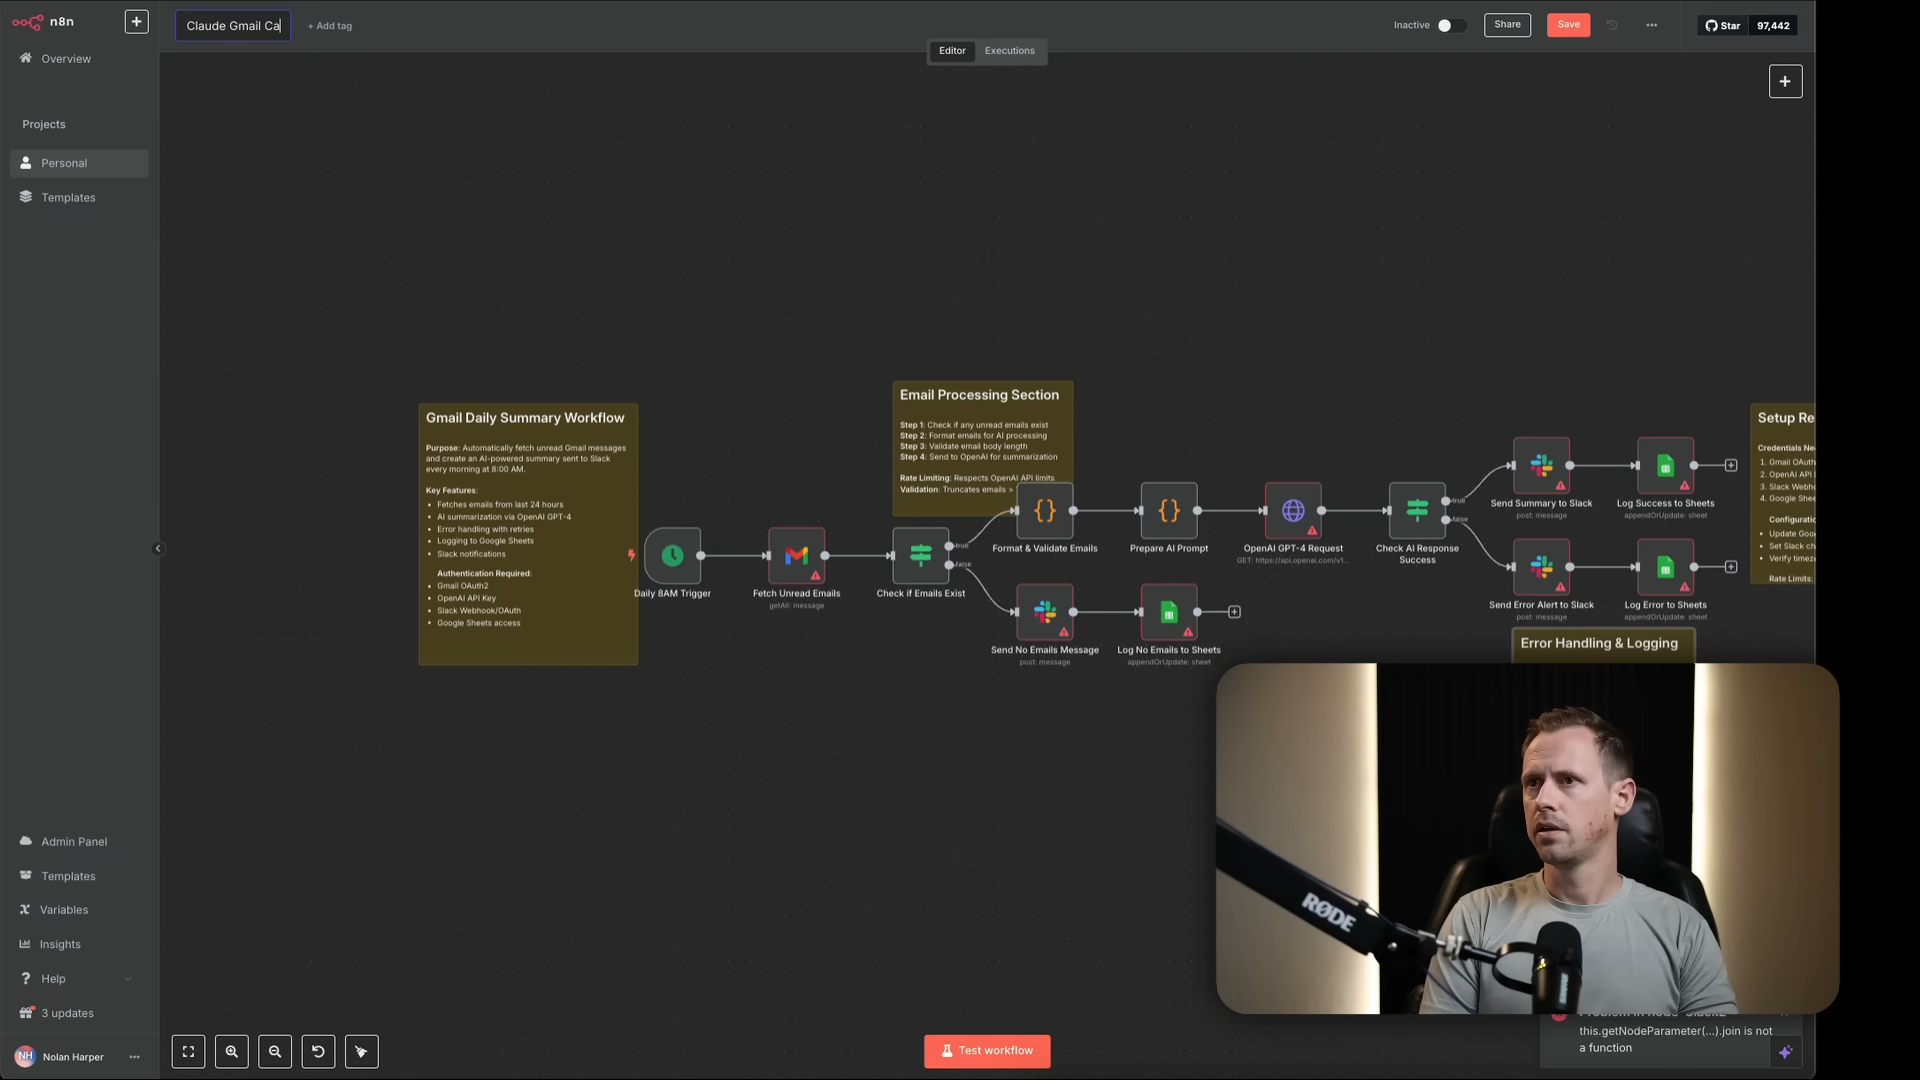 n8n
Claude Gmail Ca
+ Add tag
Inactive
Share
Save
Star
97,442
Editor
Executions
Overview
Projects
Personal
Templates
Gmail Daily Summary Workflow
Purpose: Automatically fetch unread Gmail messages
and create an AI-powered summary sent to Slack
every morning at 8:00 AM.
Key Features:
• Fetches emails from last 24 hours
• AI summarization via OpenAI GPT-4
• Error handling with retries
• Logging to Google Sheets
• Slack notifications
Authentication Required:
• Gmail OAuth2
• OpenAI API Key
• Slack Webhook/OAuth
• Google Sheets access
Daily 8AM Trigger
Fetch Unread Emails
getAll: message
Check if Emails Exist
true
false
Email Processing Section
Step 1: Check if any unread emails exist
Step 2: Format emails for AI processing
Step 3: Validate email body length
Step 4: Send to OpenAI for summarization
Rate Limiting: Respects OpenAI API limits
Validation: Truncates emails >
Format & Validate Emails
Prepare AI Prompt
OpenAI GPT-4 Request
GET: https://api.openai.com/v1...
Check AI Response
Success
true
false
Send No Emails Message
post: message
Log No Emails to Sheets
appendOrUpdate: sheet
Send Summary to Slack
post: message
Log Success to Sheets
appendOrUpdate: sheet
Send Error Alert to Slack
post: message
Log Error to Sheets
appendOrUpdate: sheet
Setup Re
Credentials Ne
1. Gmail OAuth
2. OpenAI API
3. Slack Webh
4. Google Shee
Configuratio
• Update Goo
• Set Slack ch
• Verify timez
Rate Limits:
Error Handling & Logging
RØDE
this.getNodeParameter(...).join is not
a function
Test workflow
Admin Panel
Templates
Variables
Insights
Help
3 updates
NH
Nolan Harper